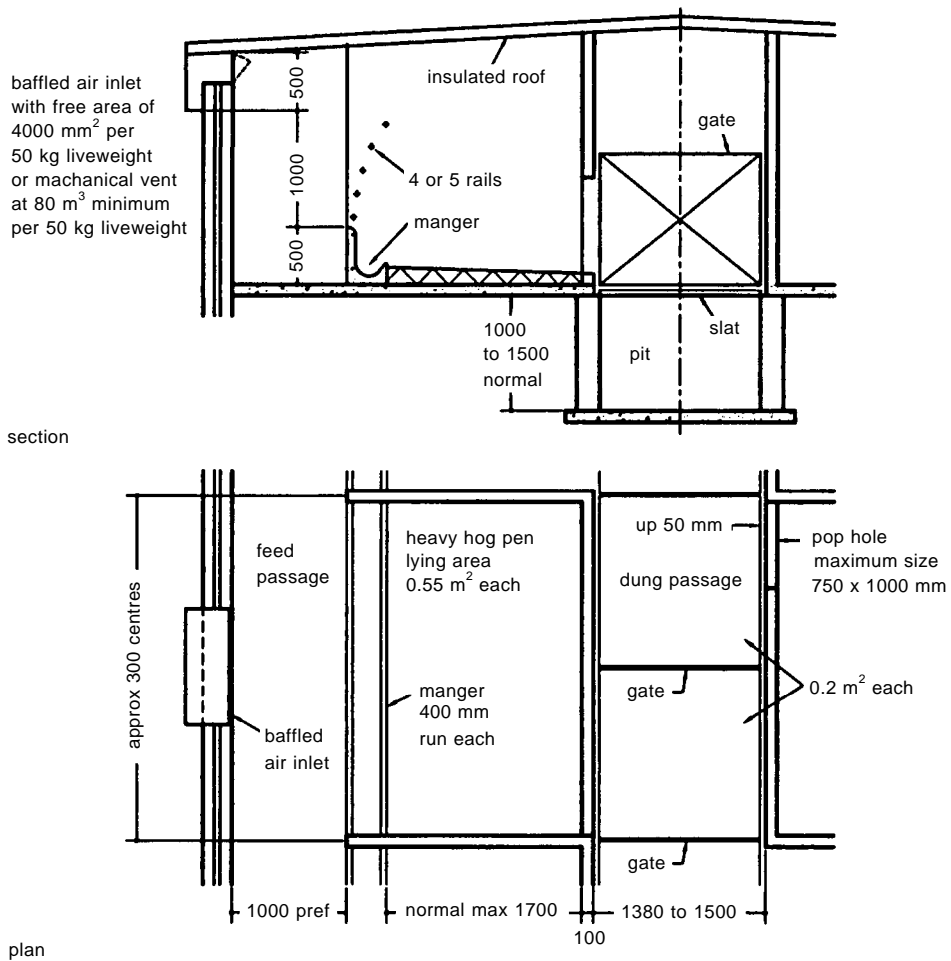 baffled air inlet
with free area of
4000 mm² per
50 kg liveweight
or machanical vent
at 80 m³ minimum
per 50 kg liveweight
500
1000
500
insulated roof
gate
4 or 5 rails
manger
1000
to 1500
normal
slat
pit
section
approx 300 centres
feed
passage
heavy hog pen
lying area
0.55 m² each
up 50 mm
dung passage
pop hole
maximum size
750 x 1000 mm
manger
400 mm
run each
baffled
air inlet
gate
0.2 m² each
gate
1000 pref
normal max 1700
100
1380 to 1500
plan